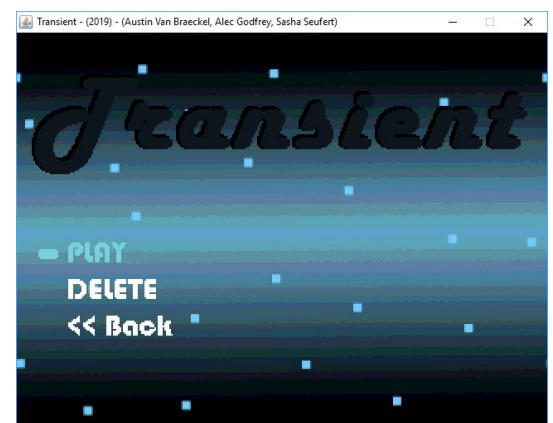 Transient - (2019) - (Austin Van Braeckel, Alec Godfrey, Sasha Seufert)
Transient
PLAY
DELETE
<< Back